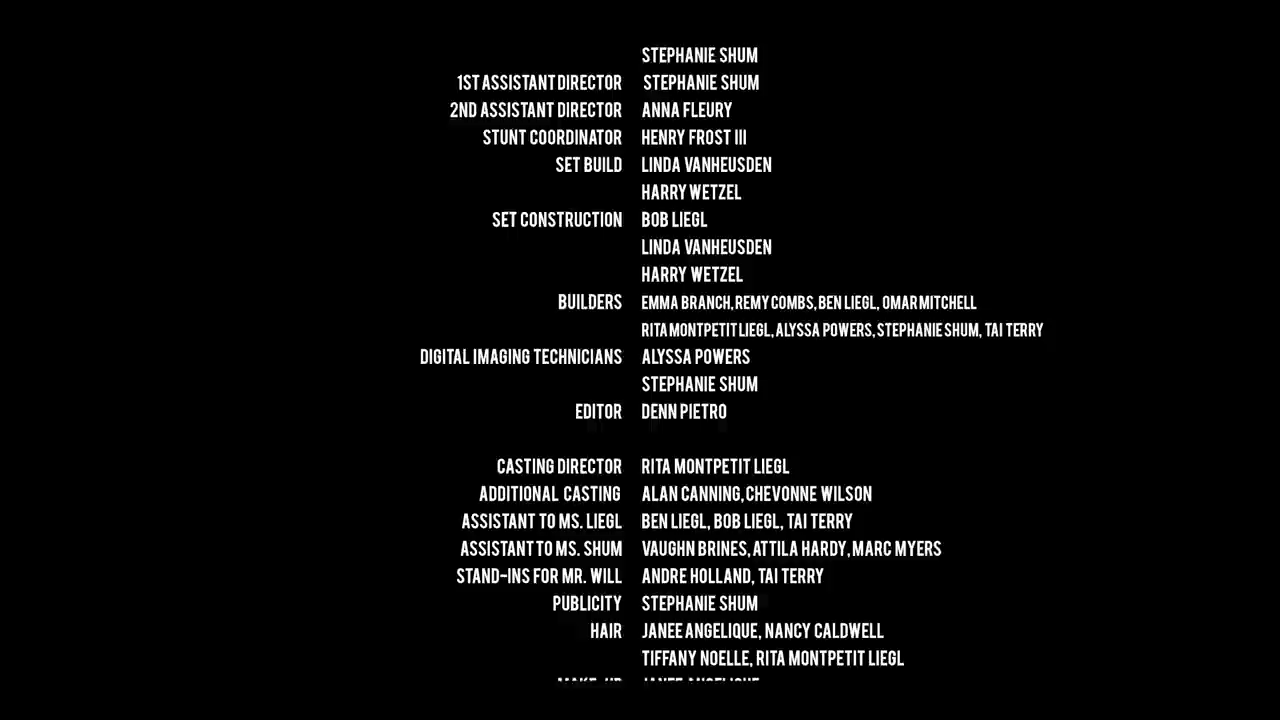 STEPHANIE SHUM
1ST ASSISTANT DIRECTOR STEPHANIE SHUM
2ND ASSISTANT DIRECTOR ANNA FLEURY
STUNT COORDINATOR HENRY FROST III
SET BUILD LINDA VANHEUSDEN
HARRY WETZEL
SET CONSTRUCTION BOB LIEGL
LINDA VANHEUSDEN
HARRY WETZEL
BUILDERS EMMA BRANCH, REMY COMBS, BEN LIEGL, OMAR MITCHELL
RITA MONTPETIT LIEGL, ALYSSA POWERS, STEPHANIE SHUM, TAI TERRY
DIGITAL IMAGING TECHNICIANS ALYSSA POWERS
STEPHANIE SHUM
EDITOR DENN PIETRO
CASTING DIRECTOR RITA MONTPETIT LIEGL
ADDITIONAL CASTING ALAN CANNING, CHEVONNE WILSON
ASSISTANT TO MS. LIEGL BEN LIEGL, BOB LIEGL, TAI TERRY
ASSISTANT TO MS. SHUM VAUGHN BRINES, ATTILA HARDY, MARC MYERS
STAND-INS FOR MR. WILL ANDRE HOLLAND, TAI TERRY
PUBLICITY STEPHANIE SHUM
HAIR JANEE ANGELIQUE, NANCY CALDWELL
TIFFANY NOELLE, RITA MONTPETIT LIEGL